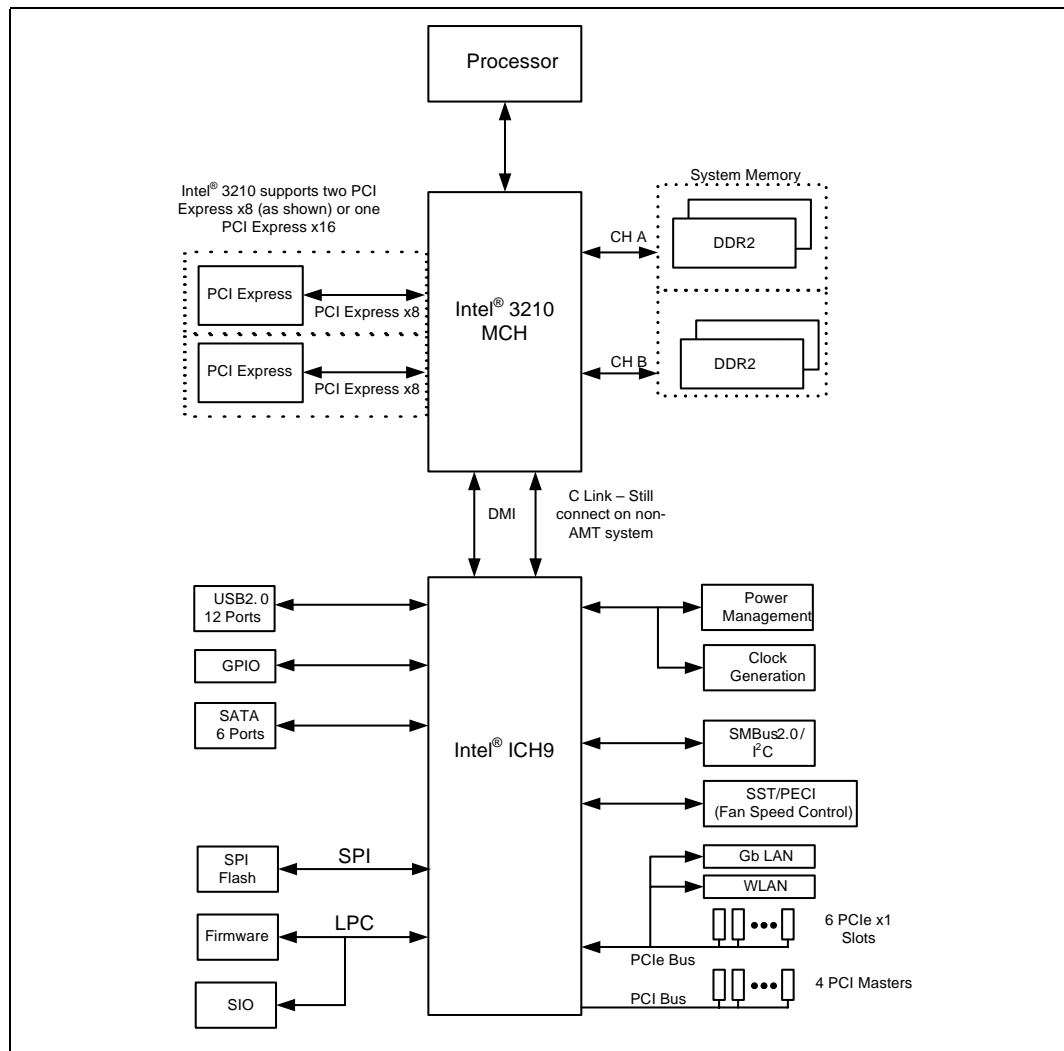 Processor
Intel® 3210 supports two PCI
Express x8 (as shown) or one
PCI Express x16
System Memory
CH A
DDR2
PCI Express
PCI Express x8
Intel® 3210
MCH
PCI Express
PCI Express x8
CH B
DDR2
DMI
C Link – Still
connect on non-
AMT system
USB2.0
12 Ports
Power
Management
GPIO
Clock
Generation
SATA
6 Ports
Intel® ICH9
SMBus2.0/
I²C
SST/PECI
(Fan Speed Control)
SPI
Flash
SPI
Gb LAN
WLAN
Firmware
LPC
6 PCIe x1
Slots
PCIe Bus
SIO
PCI Bus
4 PCI Masters